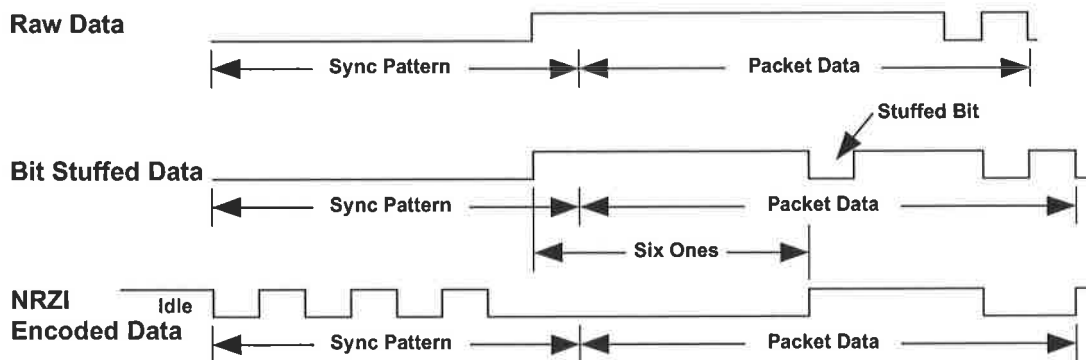 Raw Data
Sync Pattern
Packet Data
Stuffed Bit
Bit Stuffed Data
Sync Pattern
Packet Data
Six Ones
NRZI
Idle
Encoded Data
Sync Pattern
Packet Data